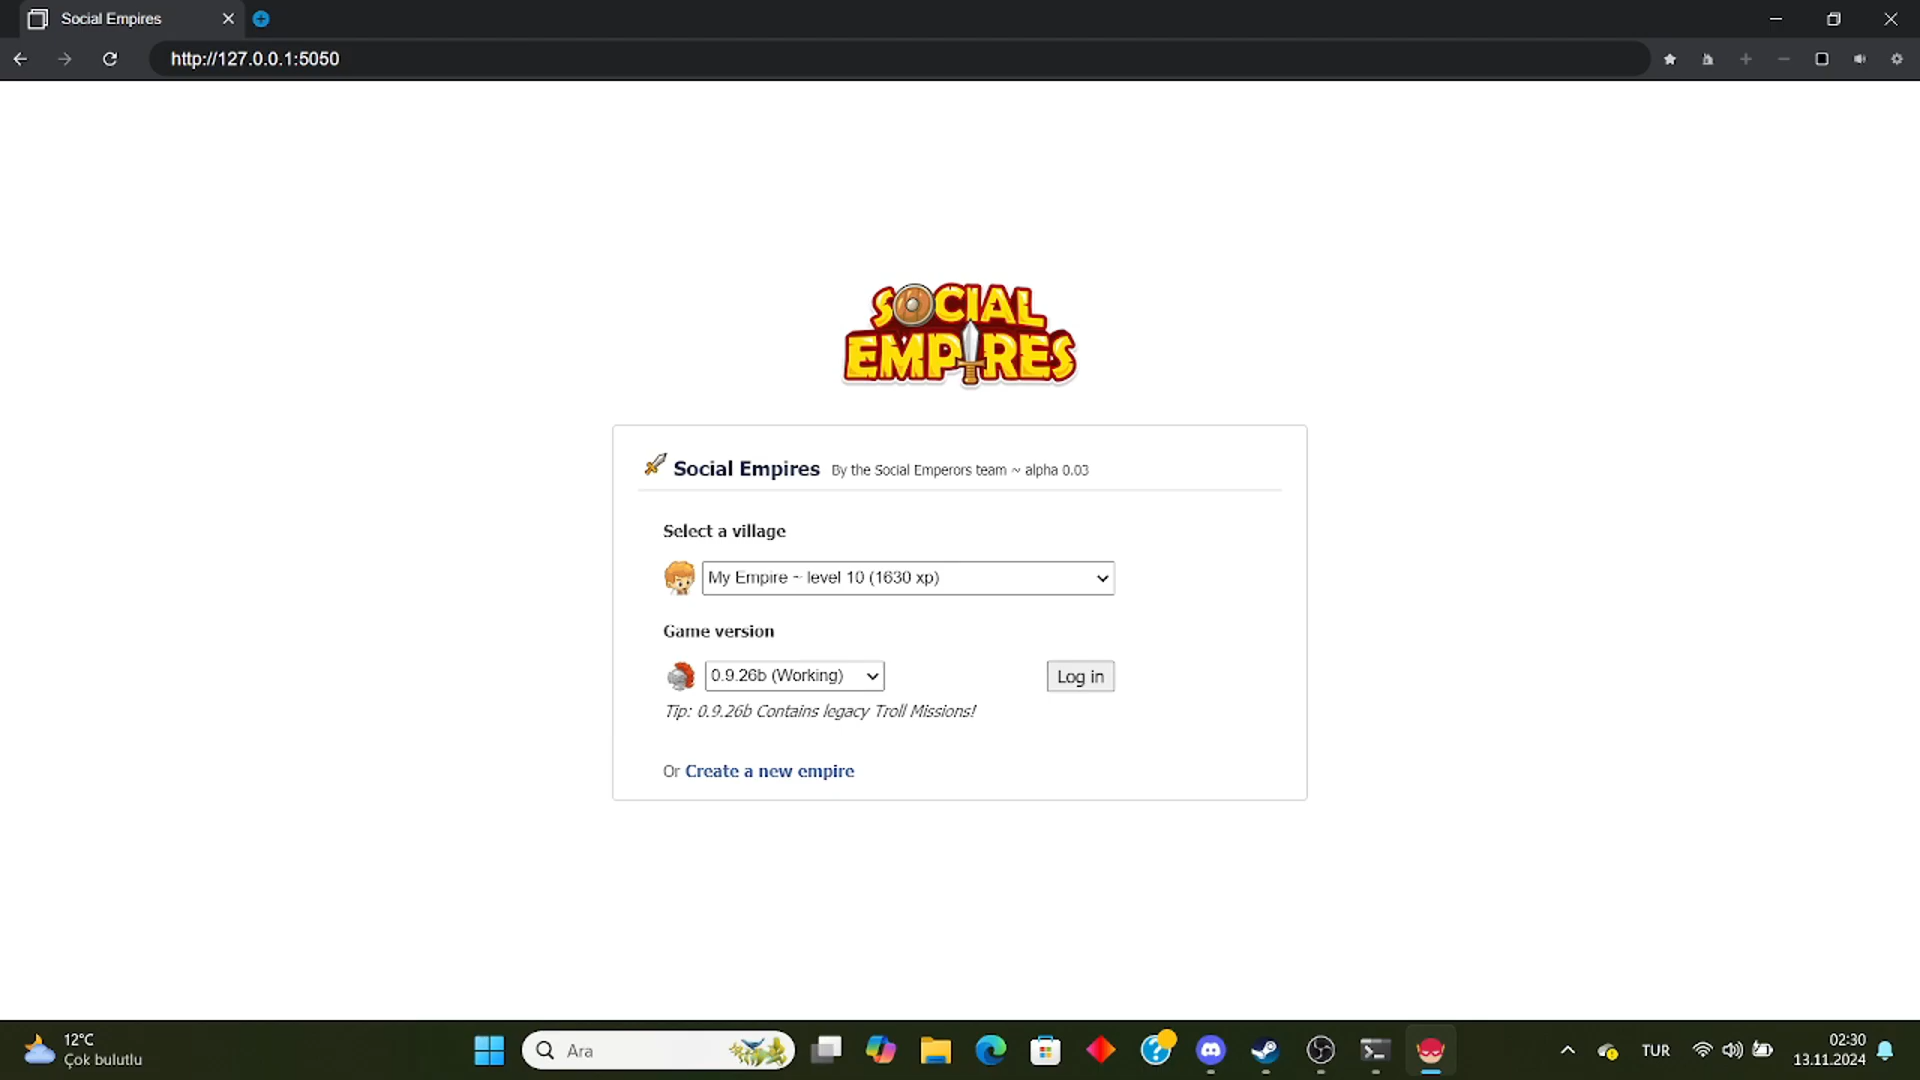 Social Empires
http://127.0.0.1:5050
SOCIAL
EMPIRES
Social Empires By the Social Emperors team ~ alpha 0.03
Select a village
My Empire ~ level 10 (1630 xp)
Game version
0.9.26b (Working)
Log in
Tip: 0.9.26b Contains legacy Troll Missions!
Or Create a new empire
12°C
Çok bulutlu
Ara
TUR
02:30
13.11.2024